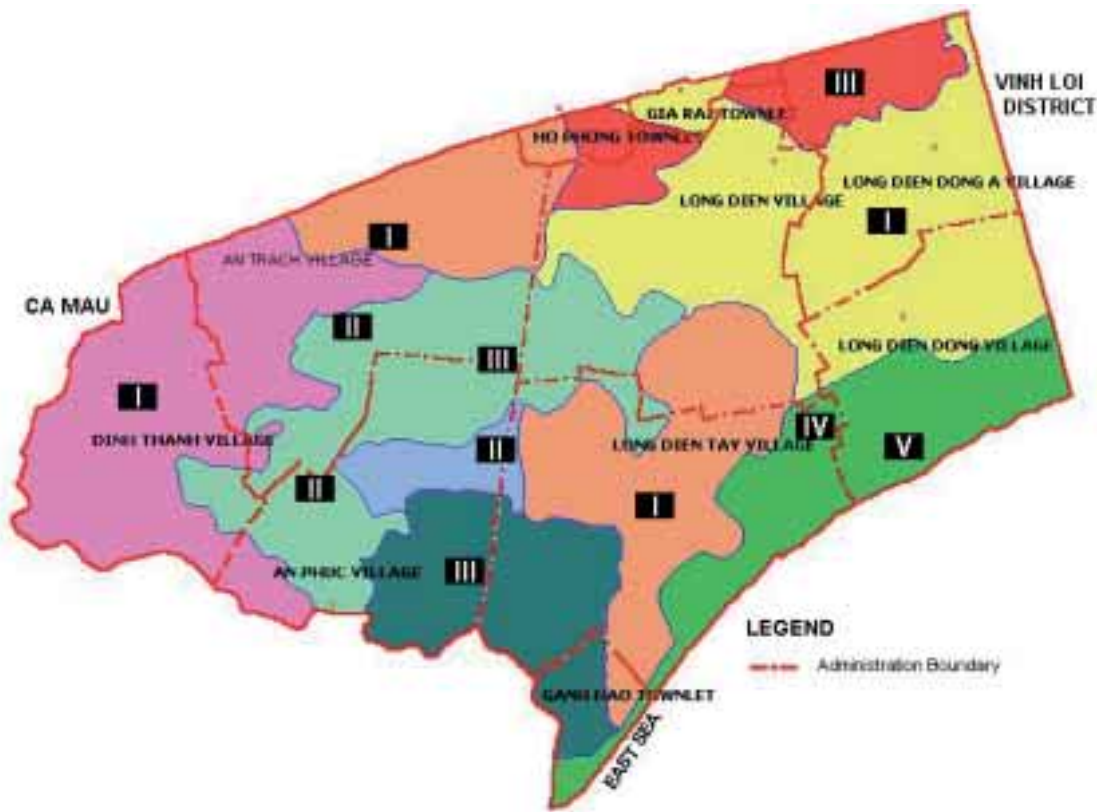 III
VINH LOI
DISTRICT
GIA RAI TOWNLET
HO PHONG TOWNLET
LONG DIEN DONG A VILLAGE
LONG DIEN VILLAGE
I
I
AN TRACH VILLAGE
CA MAU
II
III
LONG DIEN DONG VILLAGE
I
DINH THANH VILLAGE
II
LONG DIEN TAY VILLAGE
IV
V
II
I
AN PHUC VILLAGE
III
LEGEND
Administration Boundary
GANH HAO TOWNLET
EAST SEA